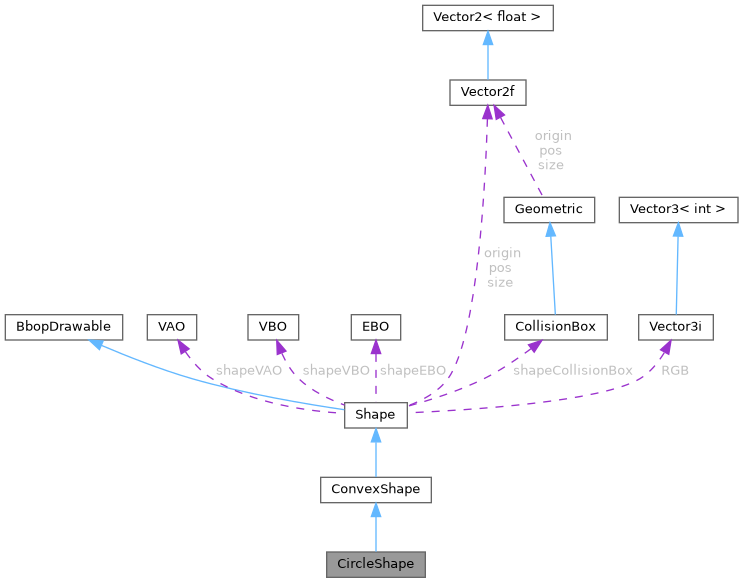 Vector2< float >
Vector2f
origin
pos
size
Geometric
Vector3< int >
origin
pos
size
BbopDrawable
VAO
VBO
EBO
CollisionBox
Vector3i
shapeVAO
shapeVBO
shapeEBO
shapeCollisionBox
RGB
Shape
ConvexShape
CircleShape